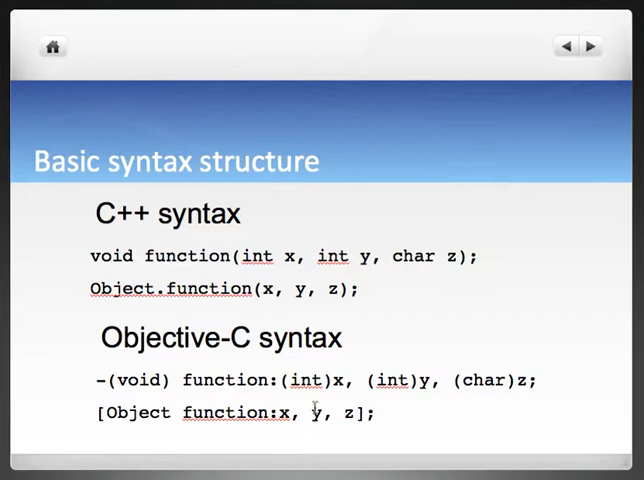 Basic syntax structure
C++ syntax
void function(int x, int y, char z);
Object.function(x, y, z);
Objective-C syntax
-(void) function:(int)x, (int)y, (char)z;
[Object function:x, y, z];